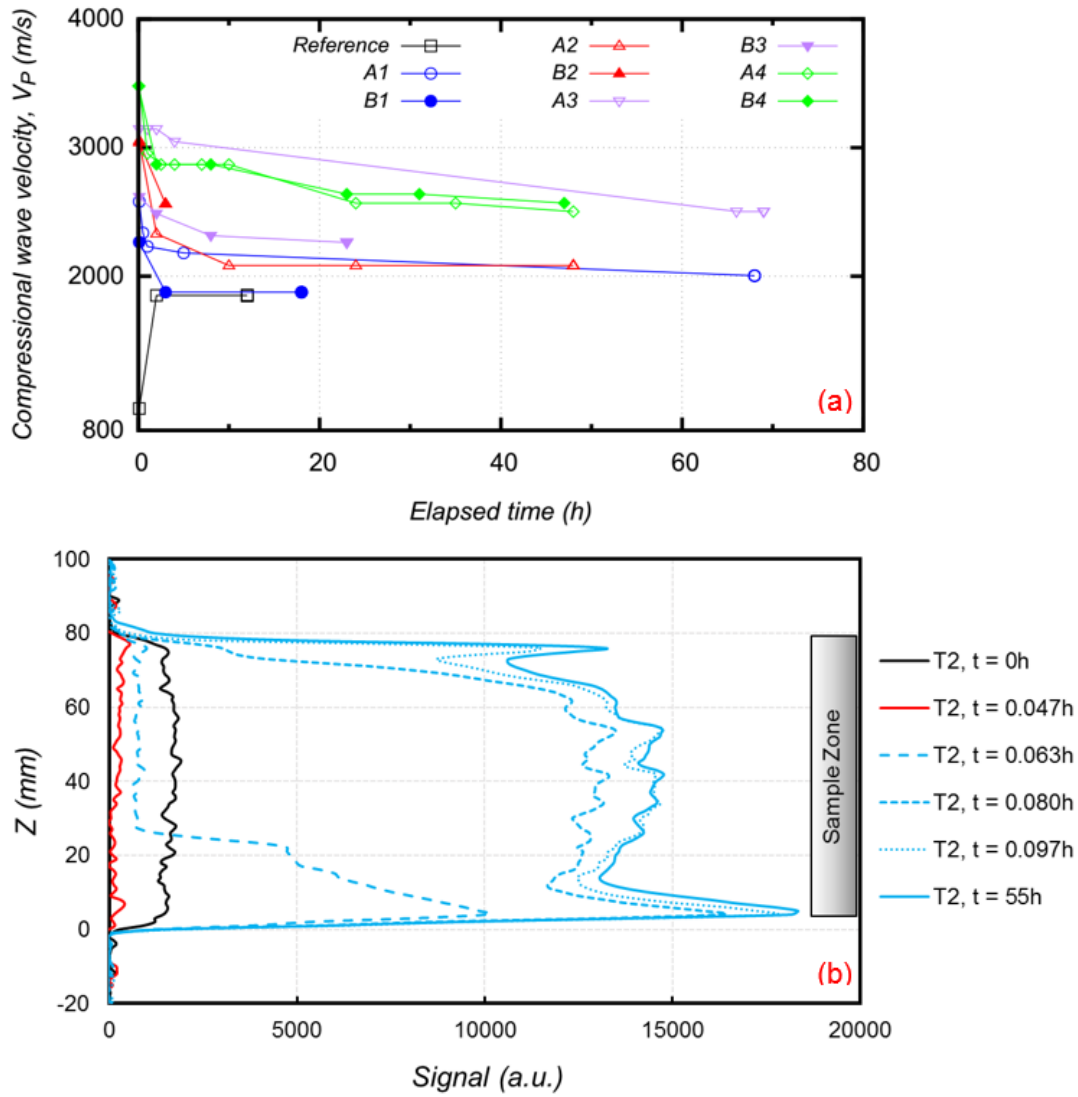 4000
3000
2000
800
Compressional wave velocity, VP (m/s)
Reference
A1
B1
A2
B2
A3
B3
A4
B4
(a)
0 20 40 60 80
Elapsed time (h)
100
80
60
40
20
0
-20
Z (mm)
Sample Zone
(b)
T2, t = 0h
T2, t = 0.047h
T2, t = 0.063h
T2, t = 0.080h
T2, t = 0.097h
T2, t = 55h
0 5000 10000 15000 20000
Signal (a.u.)